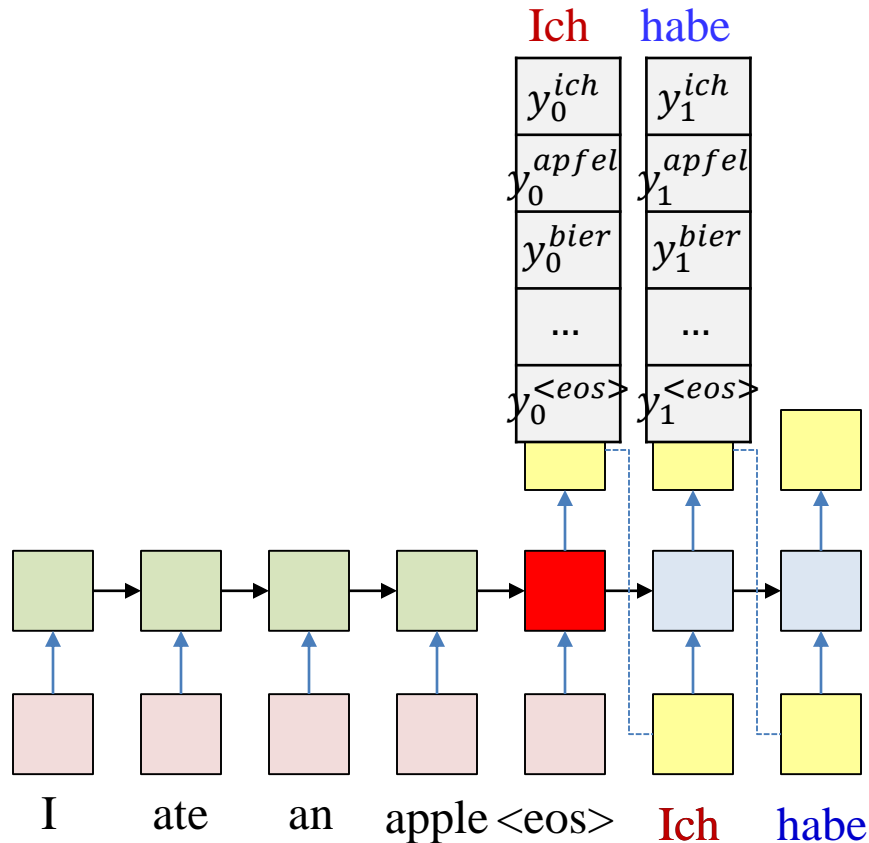 Ich habe
y_0^{ich} y_1^{ich}
y_0^{apfel} y_1^{apfel}
y_0^{bier} y_1^{bier}
... ...
y_0^{<eos>} y_1^{<eos>}
I ate an apple <eos> Ich habe